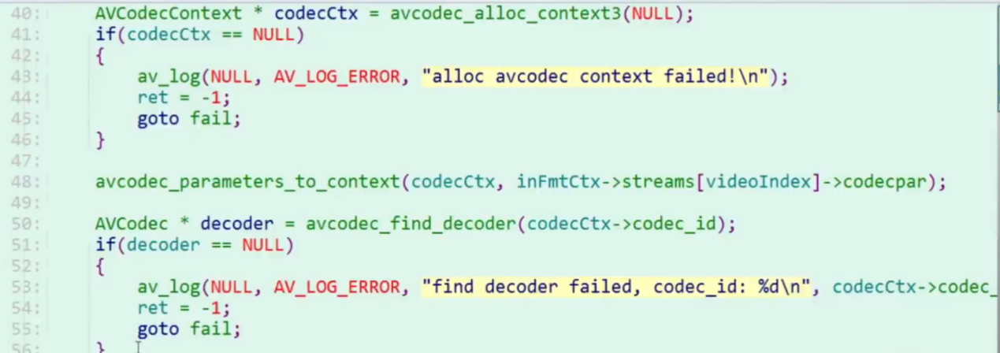 40: AVCodecContext * codecCtx = avcodec_alloc_context3(NULL);
41: if(codecCtx == NULL)
42: {
43: av_log(NULL, AV_LOG_ERROR, "alloc avcodec context failed!\n");
44: ret = -1;
45: goto fail;
46: }
47:
48: avcodec_parameters_to_context(codecCtx, inFmtCtx->streams[videoIndex]->codecpar);
49:
50: AVCodec * decoder = avcodec_find_decoder(codecCtx->codec_id);
51: if(decoder == NULL)
52: {
53: av_log(NULL, AV_LOG_ERROR, "find decoder failed, codec_id: %d\n", codecCtx->codec_
54: ret = -1;
55: goto fail;
56: }